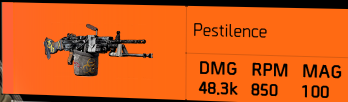 Pestilence
DMG RPM MAG
48.3k 850 100